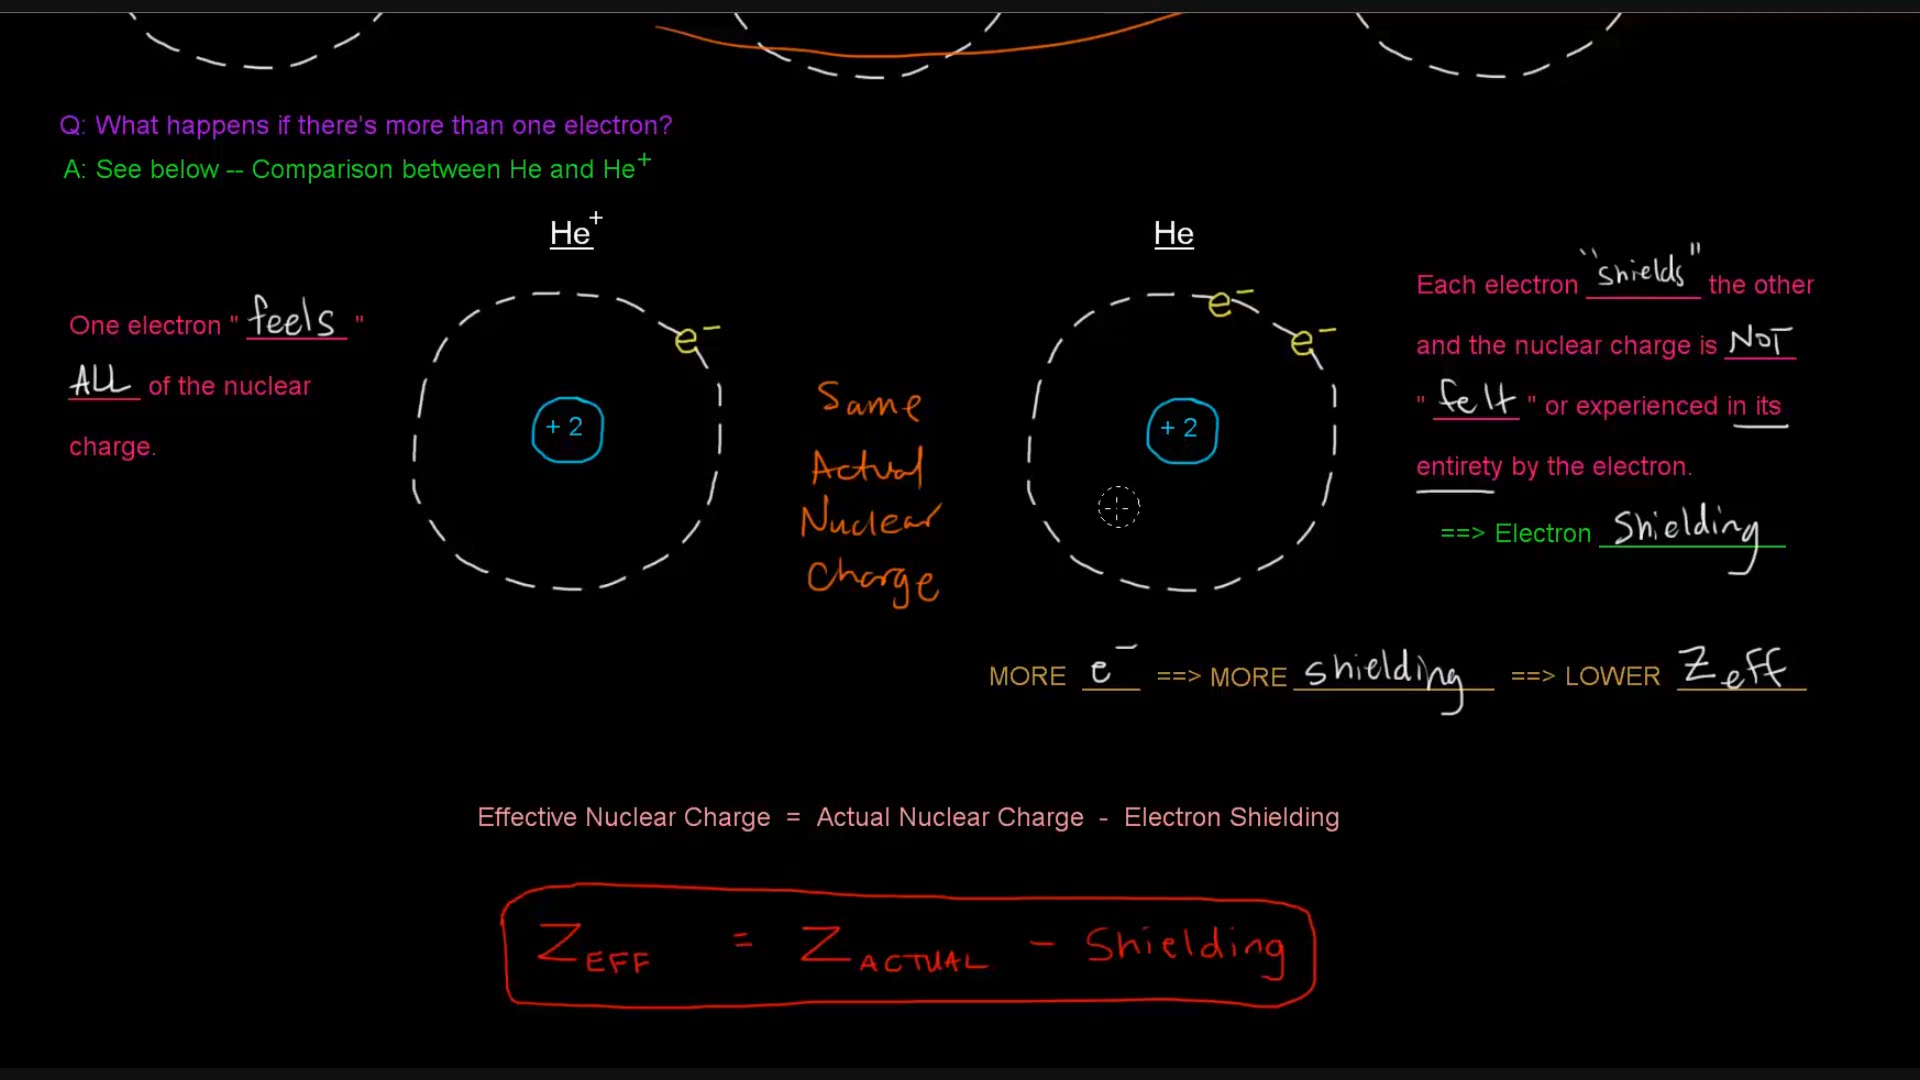 Q: What happens if there's more than one electron?
A: See below -- Comparison between He and He+
He+
One electron " feels "
ALL of the nuclear
charge.
e-
+ 2
Same
Actual
Nuclear
Charge
He
e-
e-
+ 2
Each electron "shields" the other
and the nuclear charge is NOT
" felt " or experienced in its
entirety by the electron.
==> Electron Shielding
MORE e- ==> MORE shielding ==> LOWER Zeff
Effective Nuclear Charge = Actual Nuclear Charge - Electron Shielding
ZEFF = ZACTUAL - Shielding